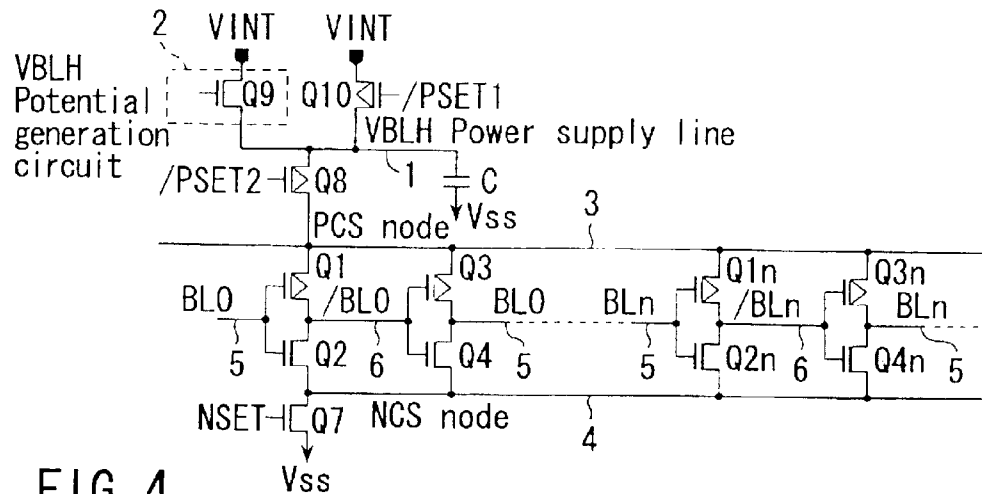 2 VINT VINT
VBLH
Potential
generation
circuit
Q9 Q10 /PSET1
VBLH Power supply line
1
/PSET2 Q8 C
Vss
PCS node 3
Q1 Q3 Q1n Q3n
BL0 /BL0 BL0 BLn /BLn BLn
5 Q2 6 Q4 5 5 Q2n 6 Q4n 5
NSET Q7 NCS node 4
Vss
FIG 4